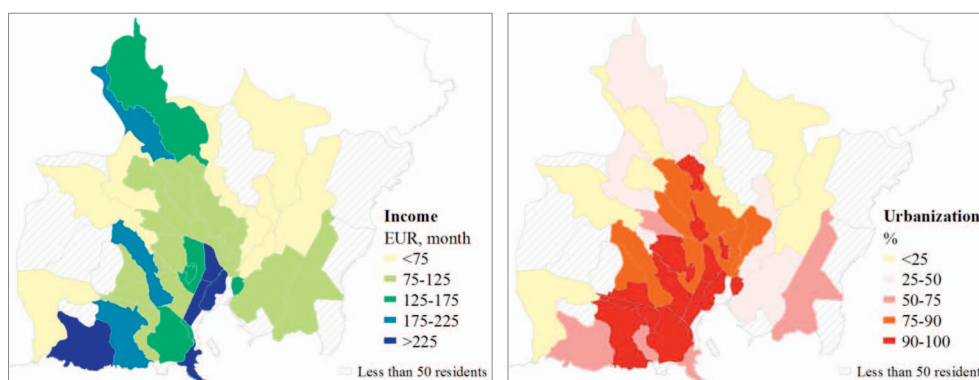 Income
EUR, month
<75
75-125
125-175
175-225
>225
Less than 50 residents
Urbanization
%
<25
25-50
50-75
75-90
90-100
Less than 50 residents